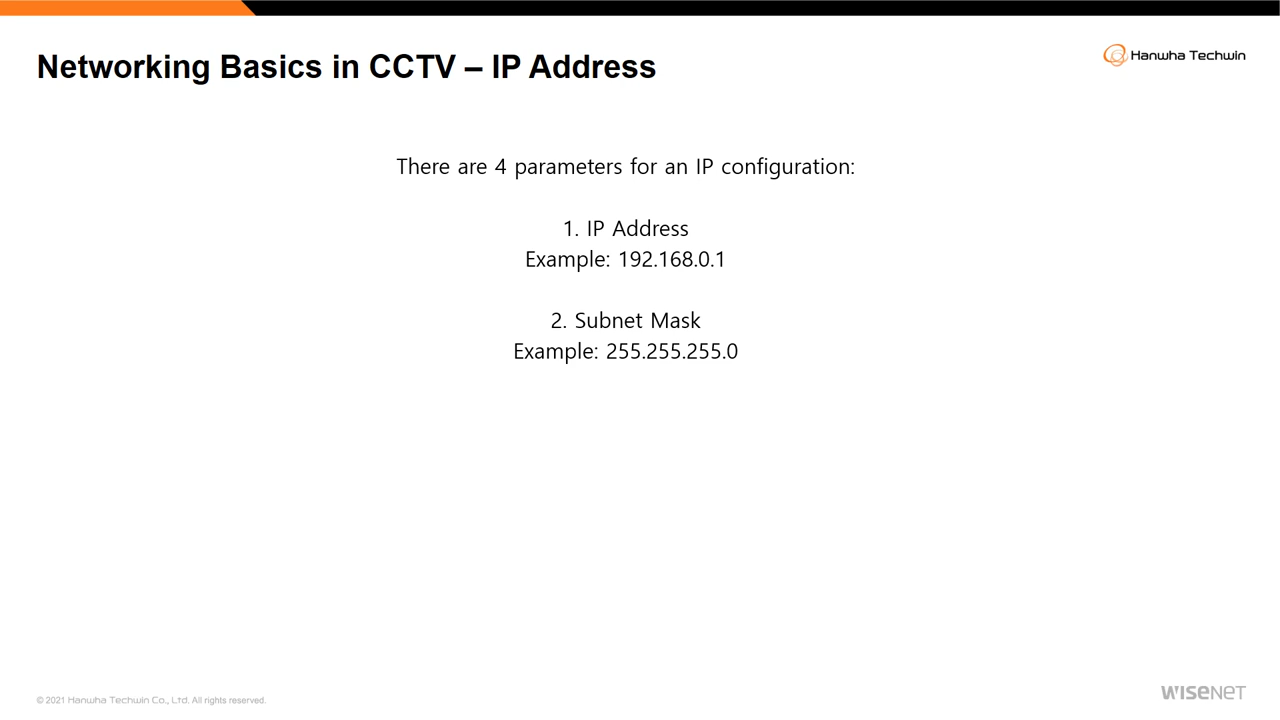 Networking Basics in CCTV – IP Address
Hanwha Techwin
There are 4 parameters for an IP configuration:
1. IP Address
Example: 192.168.0.1
2. Subnet Mask
Example: 255.255.255.0
© 2021 Hanwha Techwin Co., Ltd. All rights reserved.
WISENET